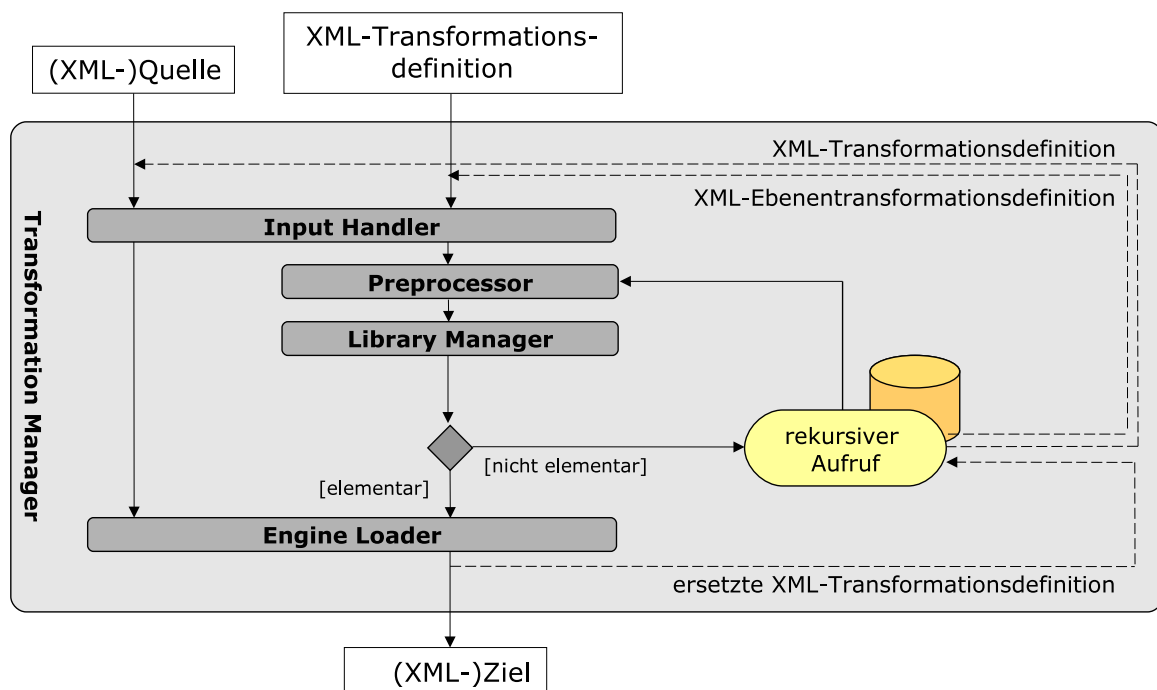 XML-Transformations-
definition
(XML-)Quelle
XML-Transformationsdefinition
XML-Ebenentransformationsdefinition
Transformation Manager
Input Handler
Preprocessor
Library Manager
rekursiver
Aufruf
[nicht elementar]
[elementar]
Engine Loader
ersetzte XML-Transformationsdefinition
(XML-)Ziel